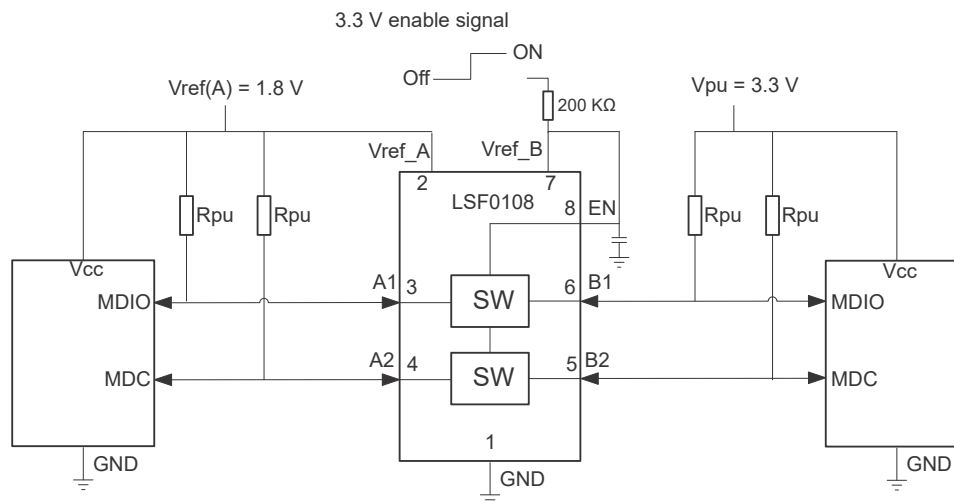 3.3 V enable signal
ON
Off
Vref(A) = 1.8 V
200 KΩ
Vpu = 3.3 V
Vref_A
Vref_B
2
7
LSF0108
8
EN
Rpu
Rpu
Rpu
Rpu
Vcc
Vcc
MDIO
A1
3
SW
6
B1
MDIO
MDC
A2
4
SW
5
B2
MDC
1
GND
GND
GND